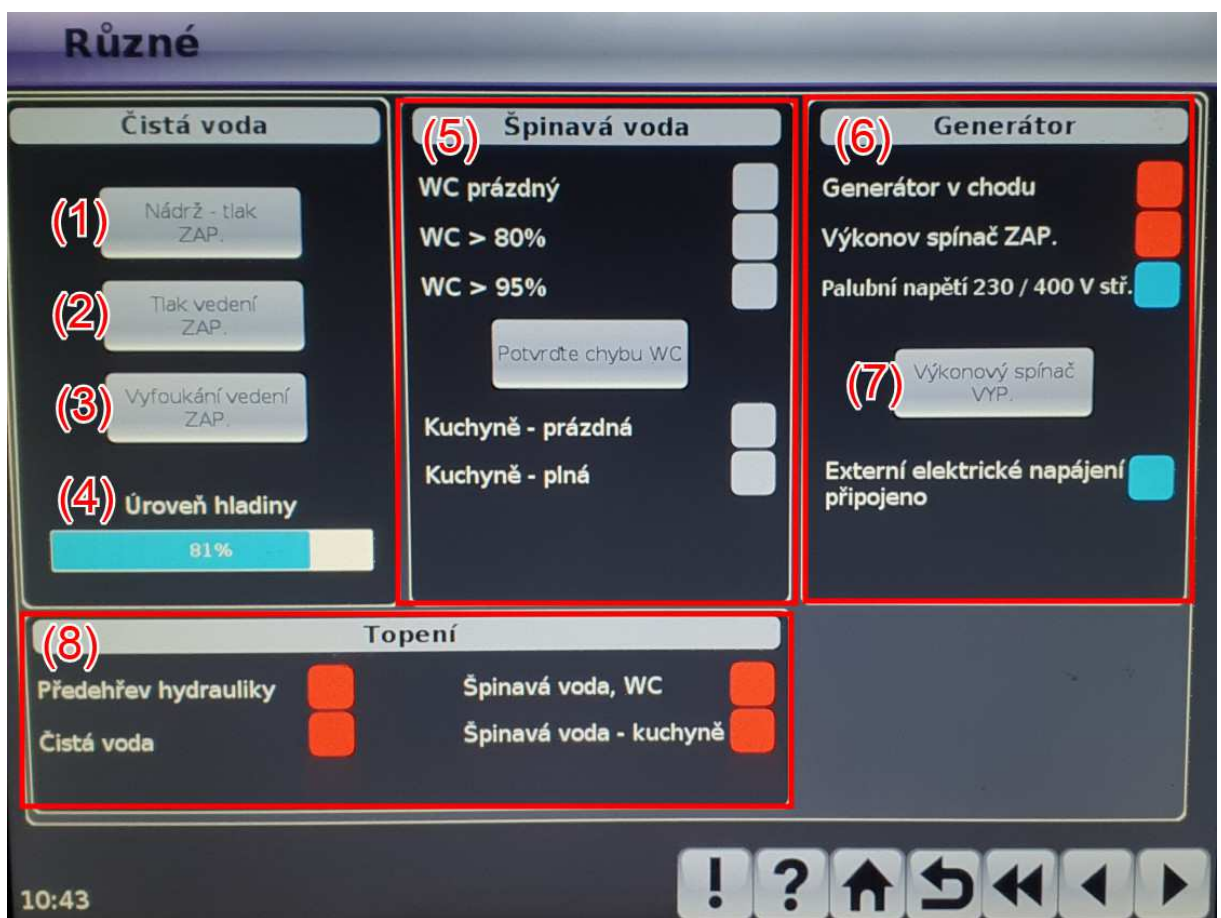 Různé
Čistá voda
(1)
Nádrž - tlak
ZAP.
(2)
Tlak vedení
ZAP.
(3)
Vyfoukání vedení
ZAP.
(4)
Úroveň hladiny
81%
(5)
Špinavá voda
WC prázdný
WC > 80%
WC > 95%
Potvrďte chybu WC
Kuchyně - prázdná
Kuchyně - plná
(6)
Generátor
Generátor v chodu
Výkonov spínač ZAP.
Palubní napětí 230 / 400 V stř.
(7)
Výkonový spínač
VYP.
Externí elektrické napájení
připojeno
(8)
Topení
Předehřev hydrauliky
Čistá voda
Špinavá voda, WC
Špinavá voda - kuchyně
10:43
! ?